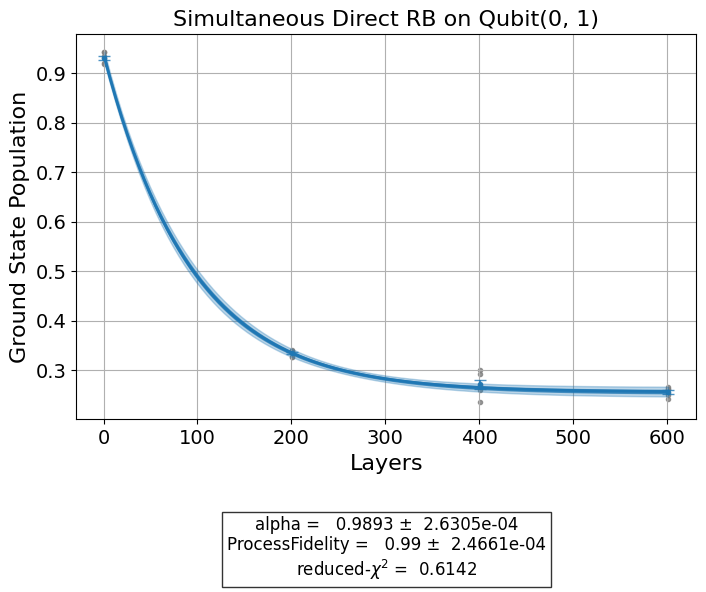 Simultaneous Direct RB on Qubit(0, 1)
Ground State Population
0.9
0.8
0.7
0.6
0.5
0.4
0.3
0 100 200 300 400 500 600
Layers
alpha = 0.9893 ± 2.6305e-04
ProcessFidelity = 0.99 ± 2.4661e-04
reduced-χ² = 0.6142